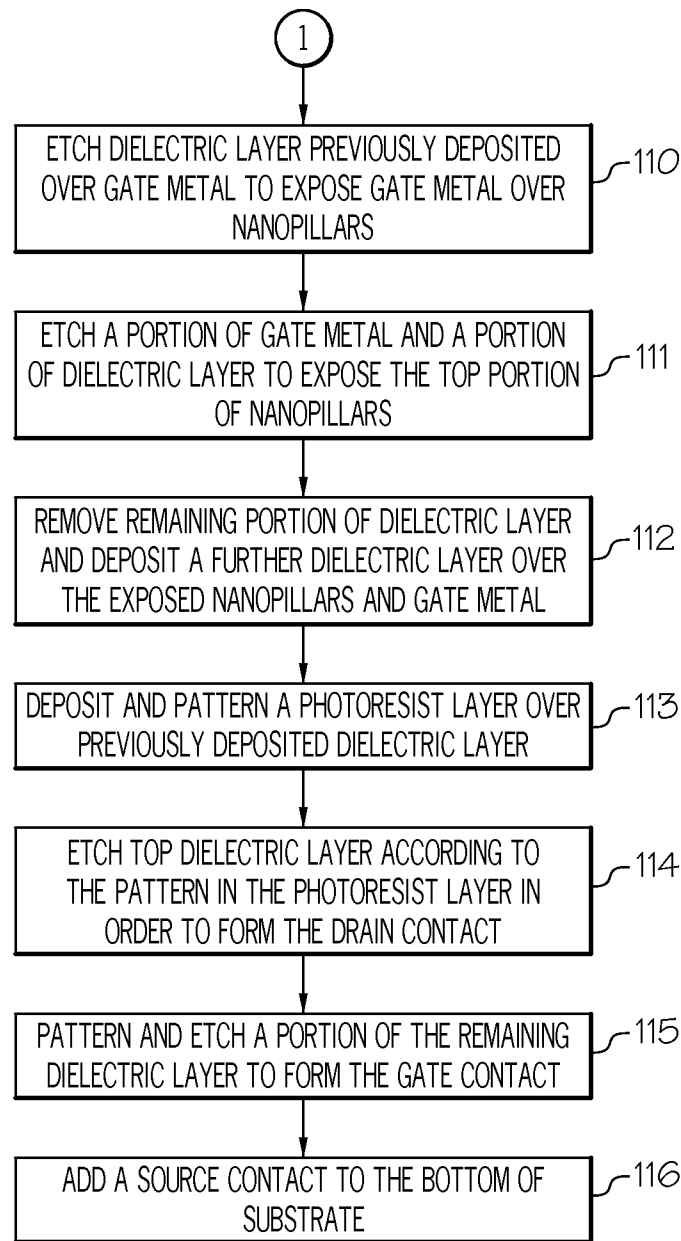 1
ETCH DIELECTRIC LAYER PREVIOUSLY DEPOSITED
OVER GATE METAL TO EXPOSE GATE METAL OVER
NANOPILLARS
110
ETCH A PORTION OF GATE METAL AND A PORTION
OF DIELECTRIC LAYER TO EXPOSE THE TOP PORTION
OF NANOPILLARS
111
REMOVE REMAINING PORTION OF DIELECTRIC LAYER
AND DEPOSIT A FURTHER DIELECTRIC LAYER OVER
THE EXPOSED NANOPILLARS AND GATE METAL
112
DEPOSIT AND PATTERN A PHOTORESIST LAYER OVER
PREVIOUSLY DEPOSITED DIELECTRIC LAYER
113
ETCH TOP DIELECTRIC LAYER ACCORDING TO
THE PATTERN IN THE PHOTORESIST LAYER IN
ORDER TO FORM THE DRAIN CONTACT
114
PATTERN AND ETCH A PORTION OF THE REMAINING
DIELECTRIC LAYER TO FORM THE GATE CONTACT
115
ADD A SOURCE CONTACT TO THE BOTTOM OF
SUBSTRATE
116